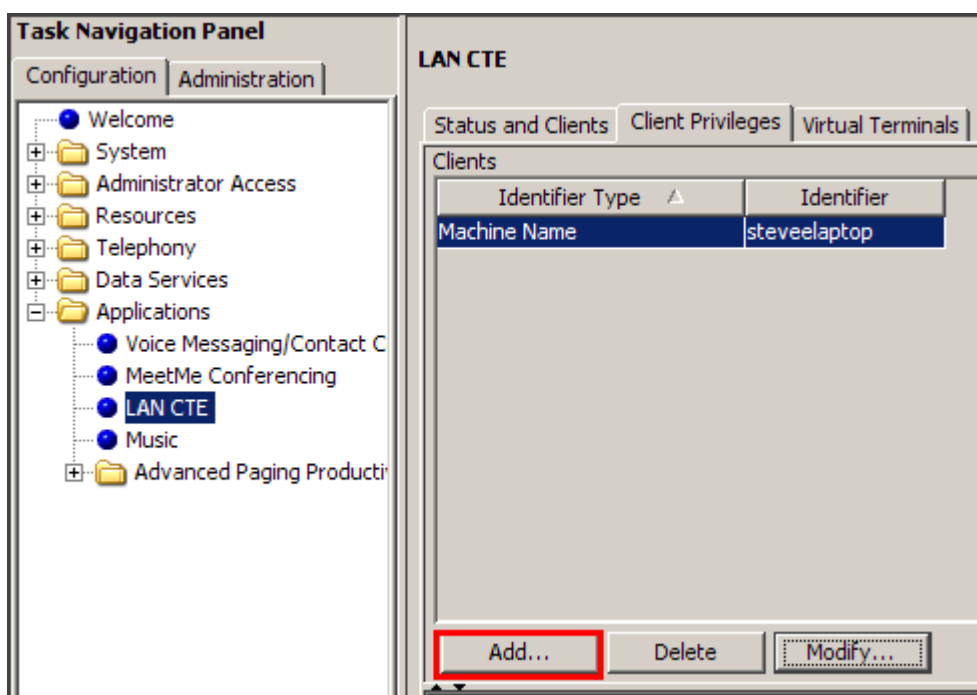 Task Navigation Panel
Configuration
Administration
Welcome
System
Administrator Access
Resources
Telephony
Data Services
Applications
Voice Messaging/Contact C
MeetMe Conferencing
LAN CTE
Music
Advanced Paging Productiv
LAN CTE
Status and Clients
Client Privileges
Virtual Terminals
Clients
Identifier Type
Identifier
Machine Name
steveelaptop
Add...
Delete
Modify...